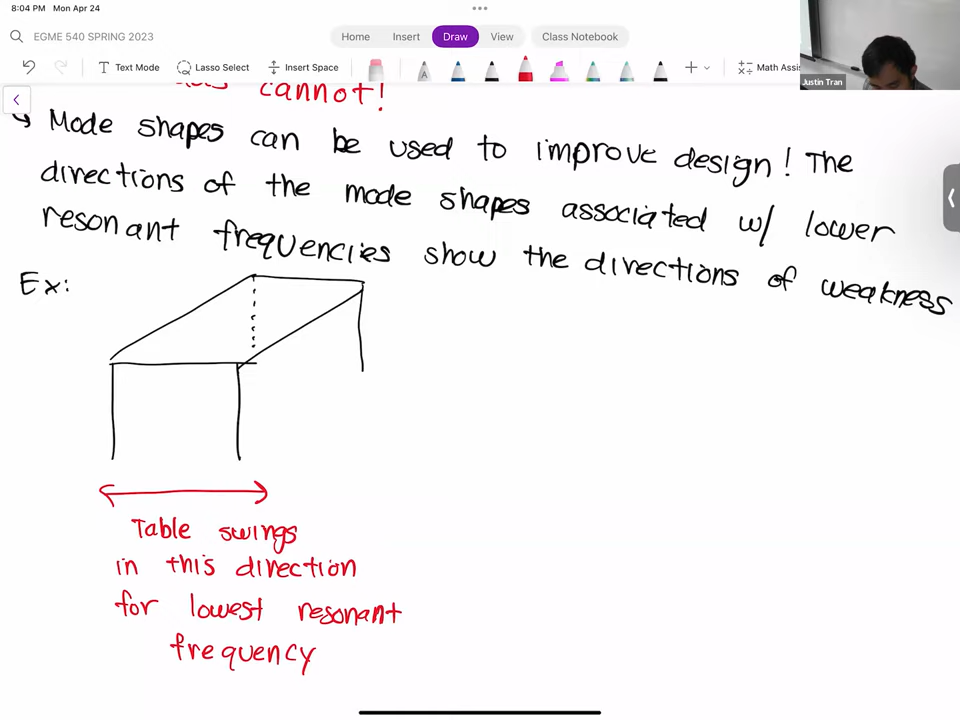 8:04 PM Mon Apr 24
EGME 540 SPRING 2023
Home Insert Draw View Class Notebook
Text Mode Lasso Select Insert Space Math Assis
Justin Tran
cannot!
Mode shapes can be used to improve design! The
directions of the mode shapes associated w/ lower
resonant frequencies show the directions of weakness
Ex:
Table swings
in this direction
for lowest resonant
frequency